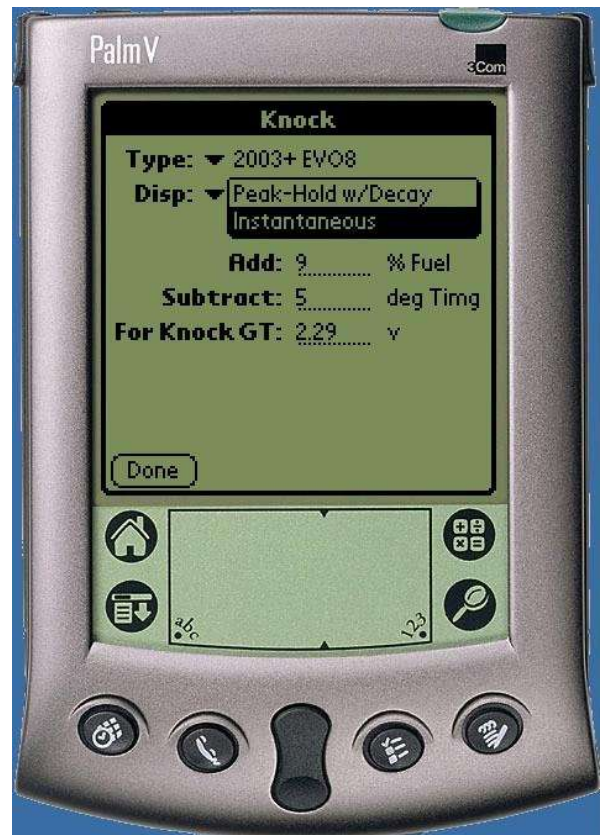 PalmV
3Com
Knock
Type: 2003+ EVO8
Disp: Peak-Hold w/Decay
Instantaneous
Add: 9 % Fuel
Subtract: 5 deg Timg
For Knock GT: 2.29 v
Done
abc
123